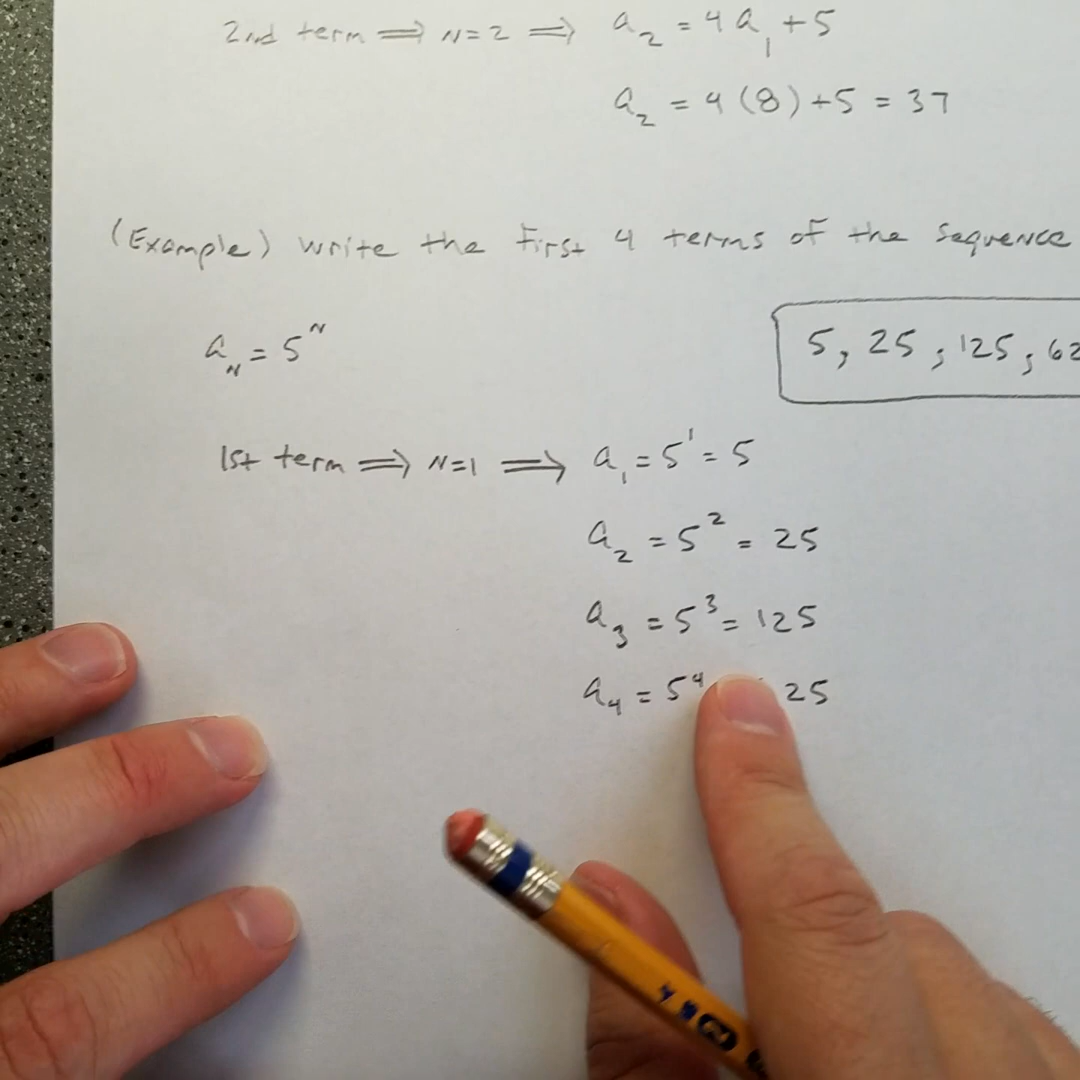 2nd term ⟹ N=2 ⟹ a₂ = 4a₁ + 5
a₂ = 4(8)+5 = 37
(Example) Write the first 4 terms of the sequence
a_N = 5^N
5, 25, 125, 62
1st term ⟹ N=1 ⟹ a₁ = 5¹ = 5
a₂ = 5² = 25
a₃ = 5³ = 125
a₄ = 5⁴ 25